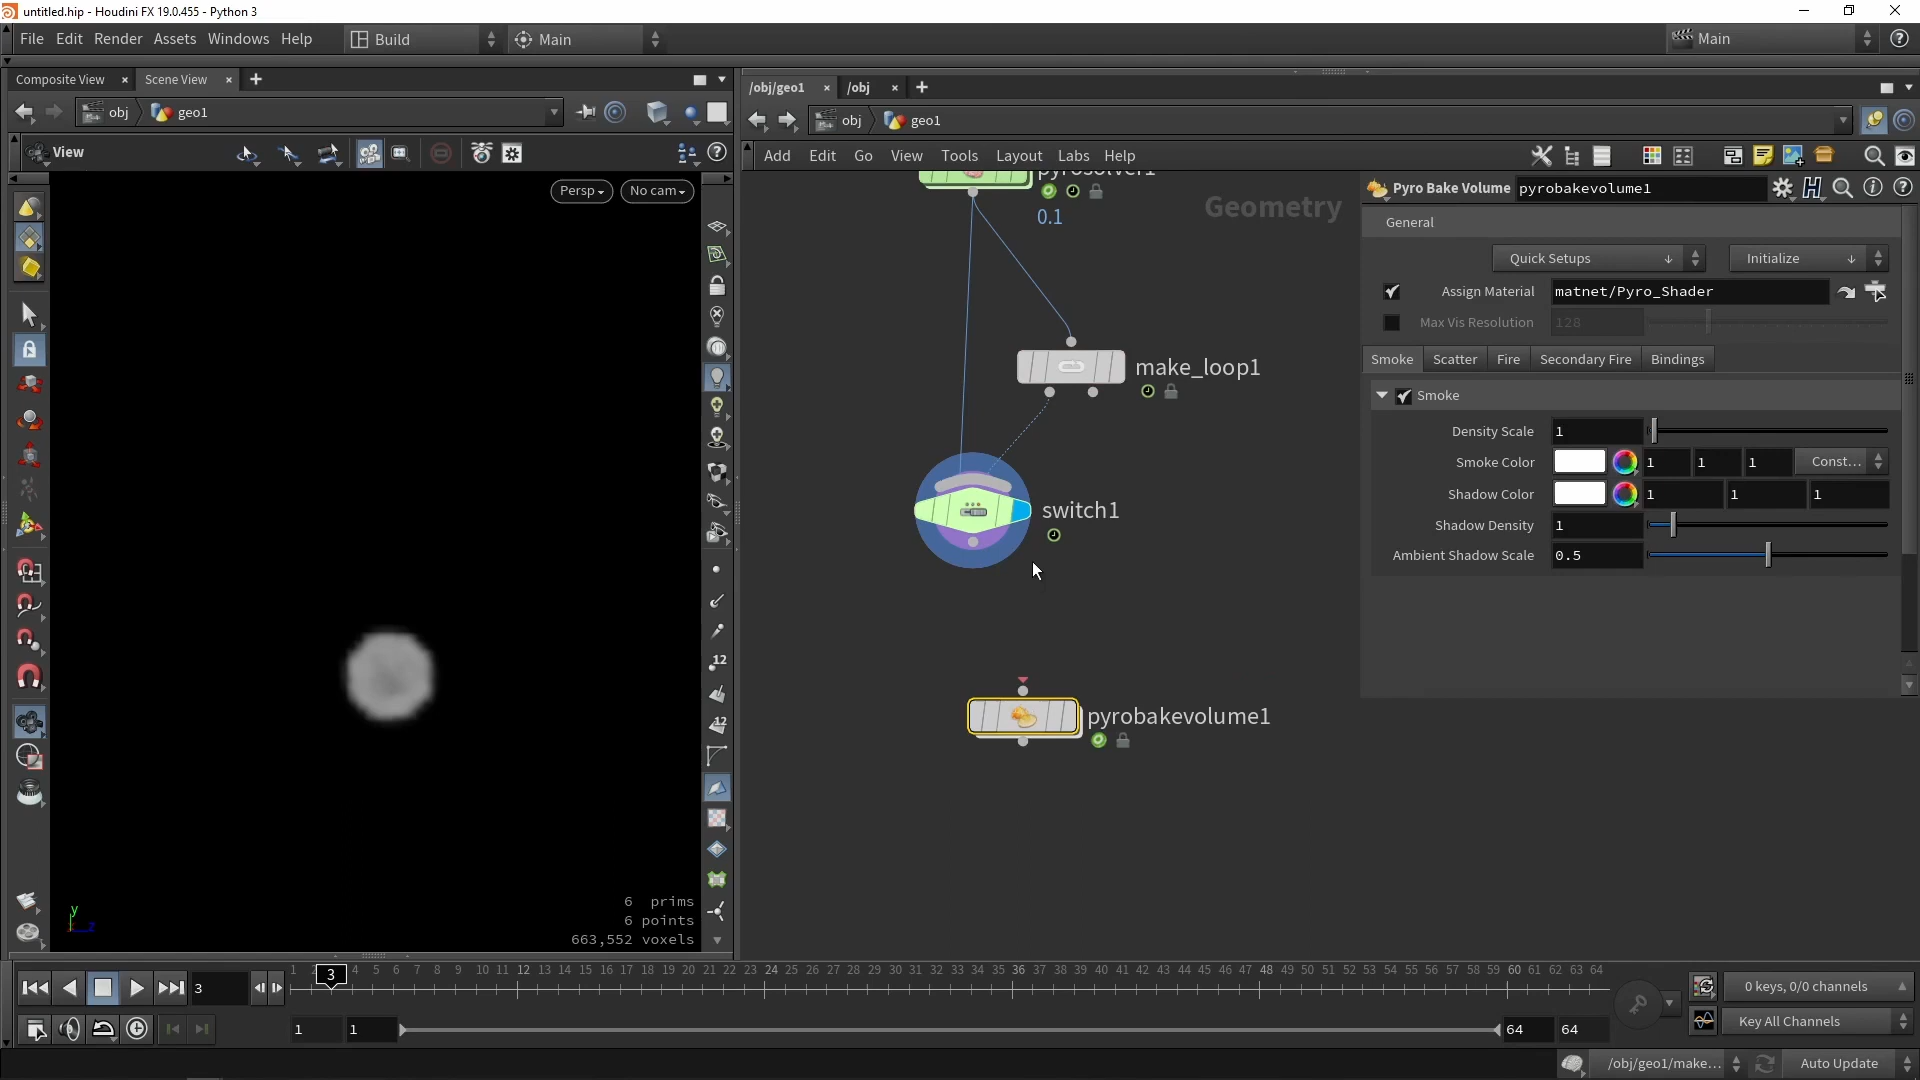 untitled.hip - Houdini FX 19.0.455 - Python 3
File Edit Render Assets Windows Help
Build
Main
Main
Composite View × Scene View ×
obj geo1
View
Persp
No cam
6 prims
6 points
663,552 voxels
y
z
12
12
/obj/geo1 × /obj ×
obj geo1
Add Edit Go View Tools Layout Labs Help
Geometry
pyrosolver1
0.1
make_loop1
switch1
pyrobakevolume1
Pyro Bake Volume pyrobakevolume1
General
Quick Setups Initialize
Assign Material matnet/Pyro_Shader
Max Vis Resolution 128
Smoke Scatter Fire Secondary Fire Bindings
Smoke
Density Scale 1
Smoke Color 1 1 1 Const...
Shadow Color 1 1 1
Shadow Density 1
Ambient Shadow Scale 0.5
3
1 2 3 4 5 6 7 8 9 10 11 12 13 14 15 16 17 18 19 20 21 22 23 24 25 26 27 28 29 30 31 32 33 34 35 36 37 38 39 40 41 42 43 44 45 46 47 48 49 50 51 52 53 54 55 56 57 58 59 60 61 62 63 64
0 keys, 0/0 channels
1 1 64 64
Key All Channels
/obj/geo1/make... Auto Update